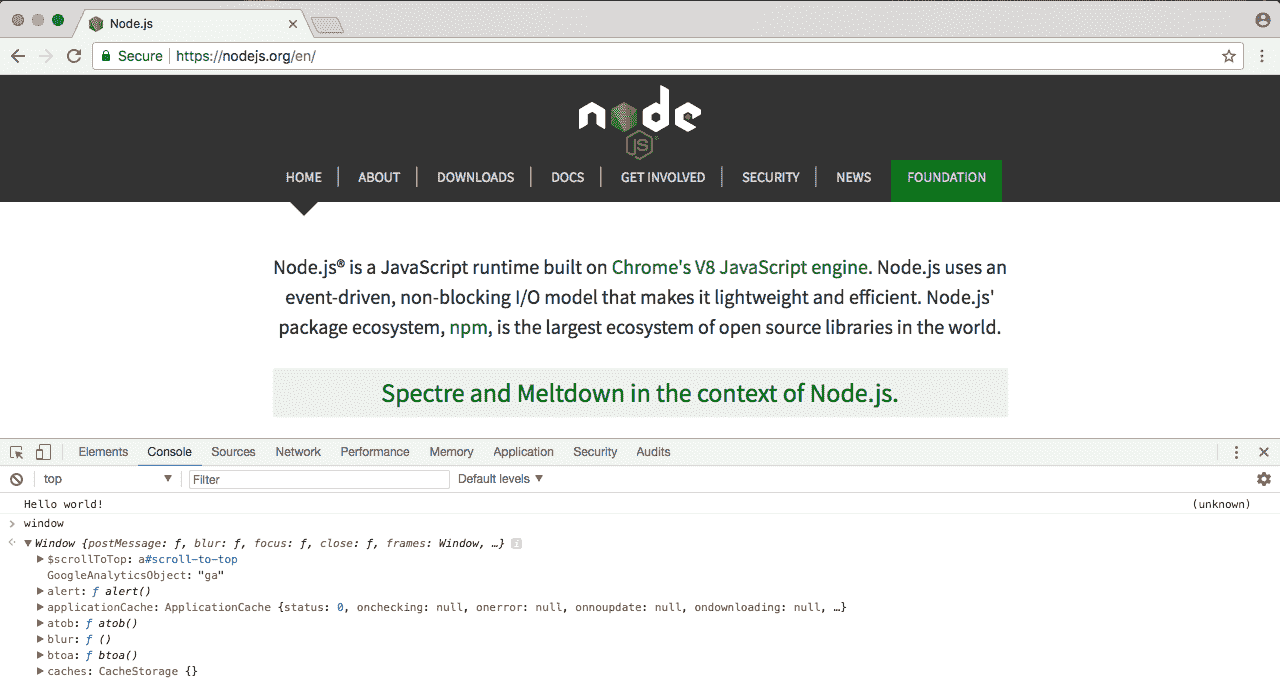 Node.js
Secure https://nodejs.org/en/
node
JS
HOME ABOUT DOWNLOADS DOCS GET INVOLVED SECURITY NEWS FOUNDATION
Node.js® is a JavaScript runtime built on Chrome's V8 JavaScript engine. Node.js uses an
event-driven, non-blocking I/O model that makes it lightweight and efficient. Node.js'
package ecosystem, npm, is the largest ecosystem of open source libraries in the world.
Spectre and Meltdown in the context of Node.js.
Elements Console Sources Network Performance Memory Application Security Audits
top Filter Default levels
Hello world! (unknown)
window
Window {postMessage: ƒ, blur: ƒ, focus: ƒ, close: ƒ, frames: Window, …}
$scrollToTop: a#scroll-to-top
GoogleAnalyticsObject: "ga"
alert: ƒ alert()
applicationCache: ApplicationCache {status: 0, onchecking: null, onerror: null, onnoupdate: null, ondownloading: null, …}
atob: ƒ atob()
blur: ƒ ()
btoa: ƒ btoa()
caches: CacheStorage {}